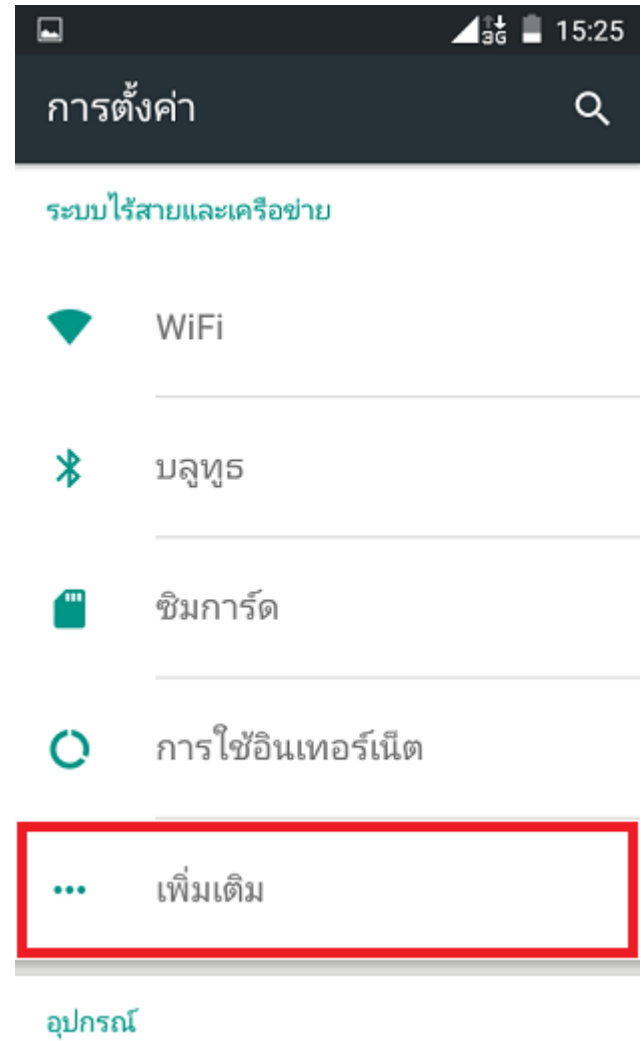 3G 15:25
การตั้งค่า
ระบบไร้สายและเครือข่าย
WiFi
บลูทูธ
ซิมการ์ด
การใช้อินเทอร์เน็ต
เพิ่มเติม
อุปกรณ์